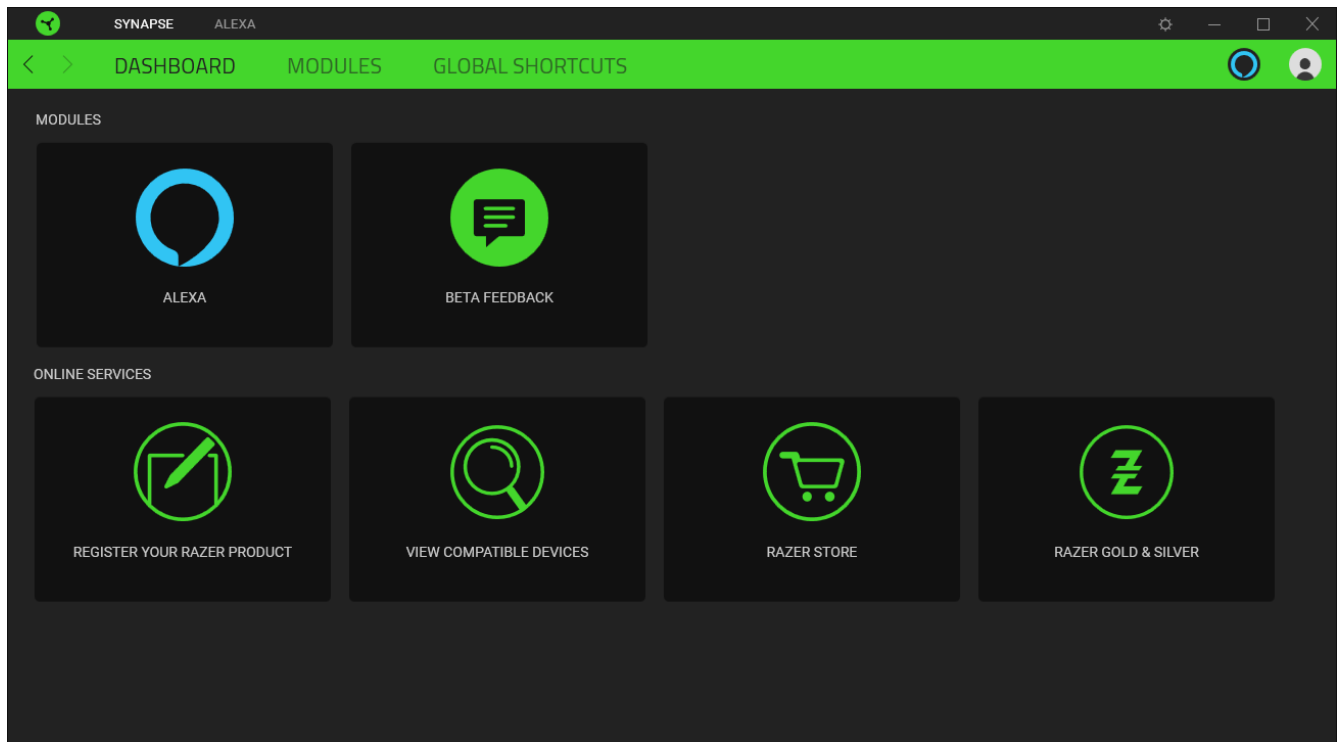 SYNAPSE ALEXA
DASHBOARD MODULES GLOBAL SHORTCUTS
MODULES
ALEXA BETA FEEDBACK
ONLINE SERVICES
REGISTER YOUR RAZER PRODUCT VIEW COMPATIBLE DEVICES RAZER STORE RAZER GOLD & SILVER